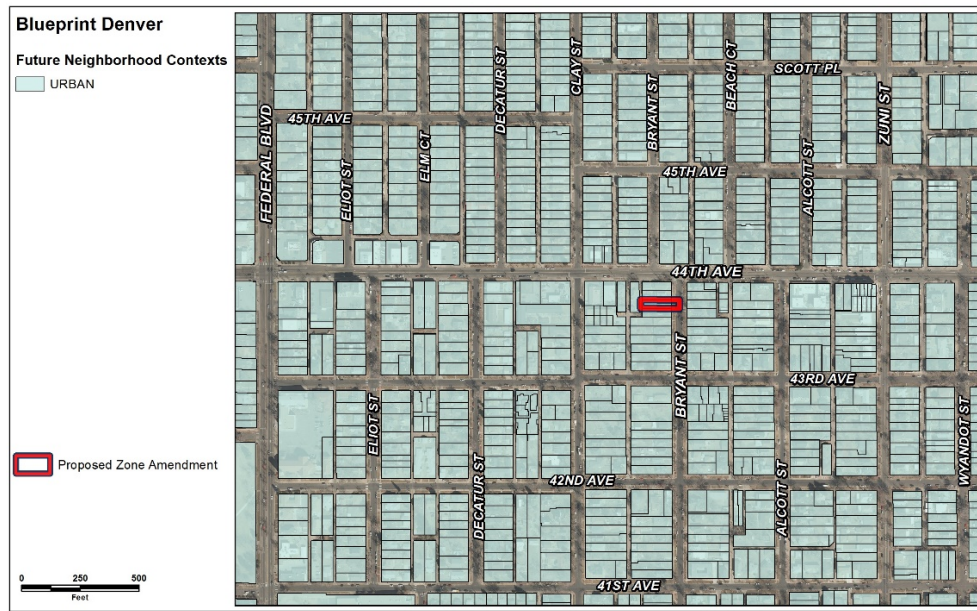 Blueprint Denver
Future Neighborhood Contexts
URBAN
Proposed Zone Amendment
0 250 500
Feet
SCOTT PL
FEDERAL BLVD
45TH AVE
ELIOT ST
ELM CT
DECATUR ST
CLAY ST
BRYANT ST
BEACH CT
ALCOTT ST
ZUNI ST
45TH AVE
44TH AVE
BRYANT ST
43RD AVE
ELIOT ST
DECATUR ST
42ND AVE
ALCOTT ST
WYANDOT ST
41ST AVE